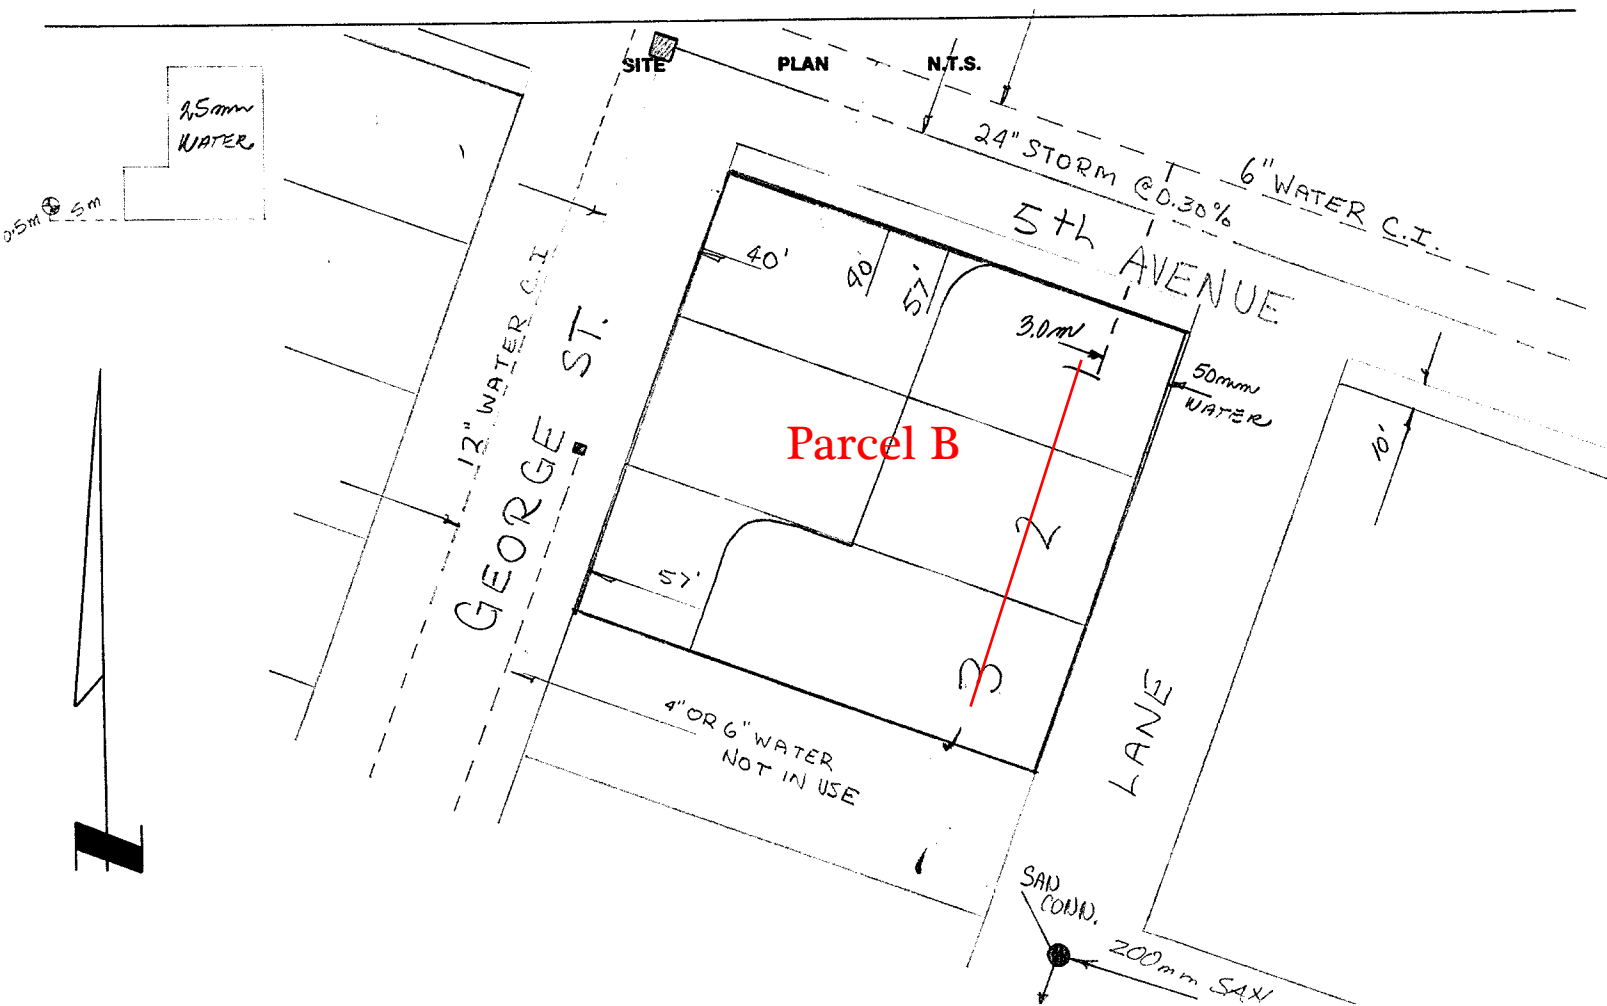 SITE PLAN N.T.S.
25mm
WATER
0.5m 5m
24" STORM @0.30%
6" WATER C.I.
5th AVENUE
12" WATER C.I
GEORGE ST.
40'
40'
57'
3.0m
1
50mm
WATER
10'
Parcel B
2
57'
3
4" OR 6" WATER
NOT IN USE
LANE
SAN
CONN.
200mm SAN